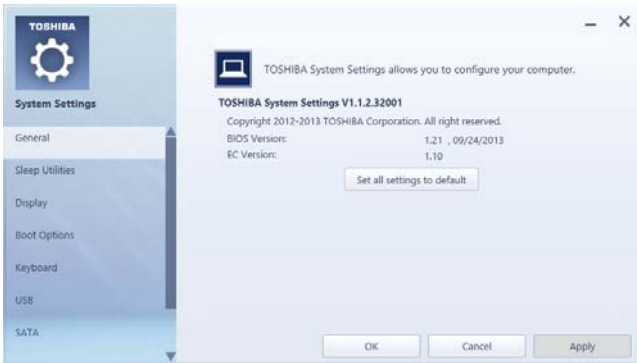 TOSHIBA
System Settings
General
Sleep Utilities
Display
Boot Options
Keyboard
USB
SATA
TOSHIBA System Settings allows you to configure your computer.
TOSHIBA System Settings V1.1.2.32001
Copyright 2012-2013 TOSHIBA Corporation. All right reserved.
BIOS Version: 1.21 , 09/24/2013
EC Version: 1.10
Set all settings to default
OK Cancel Apply